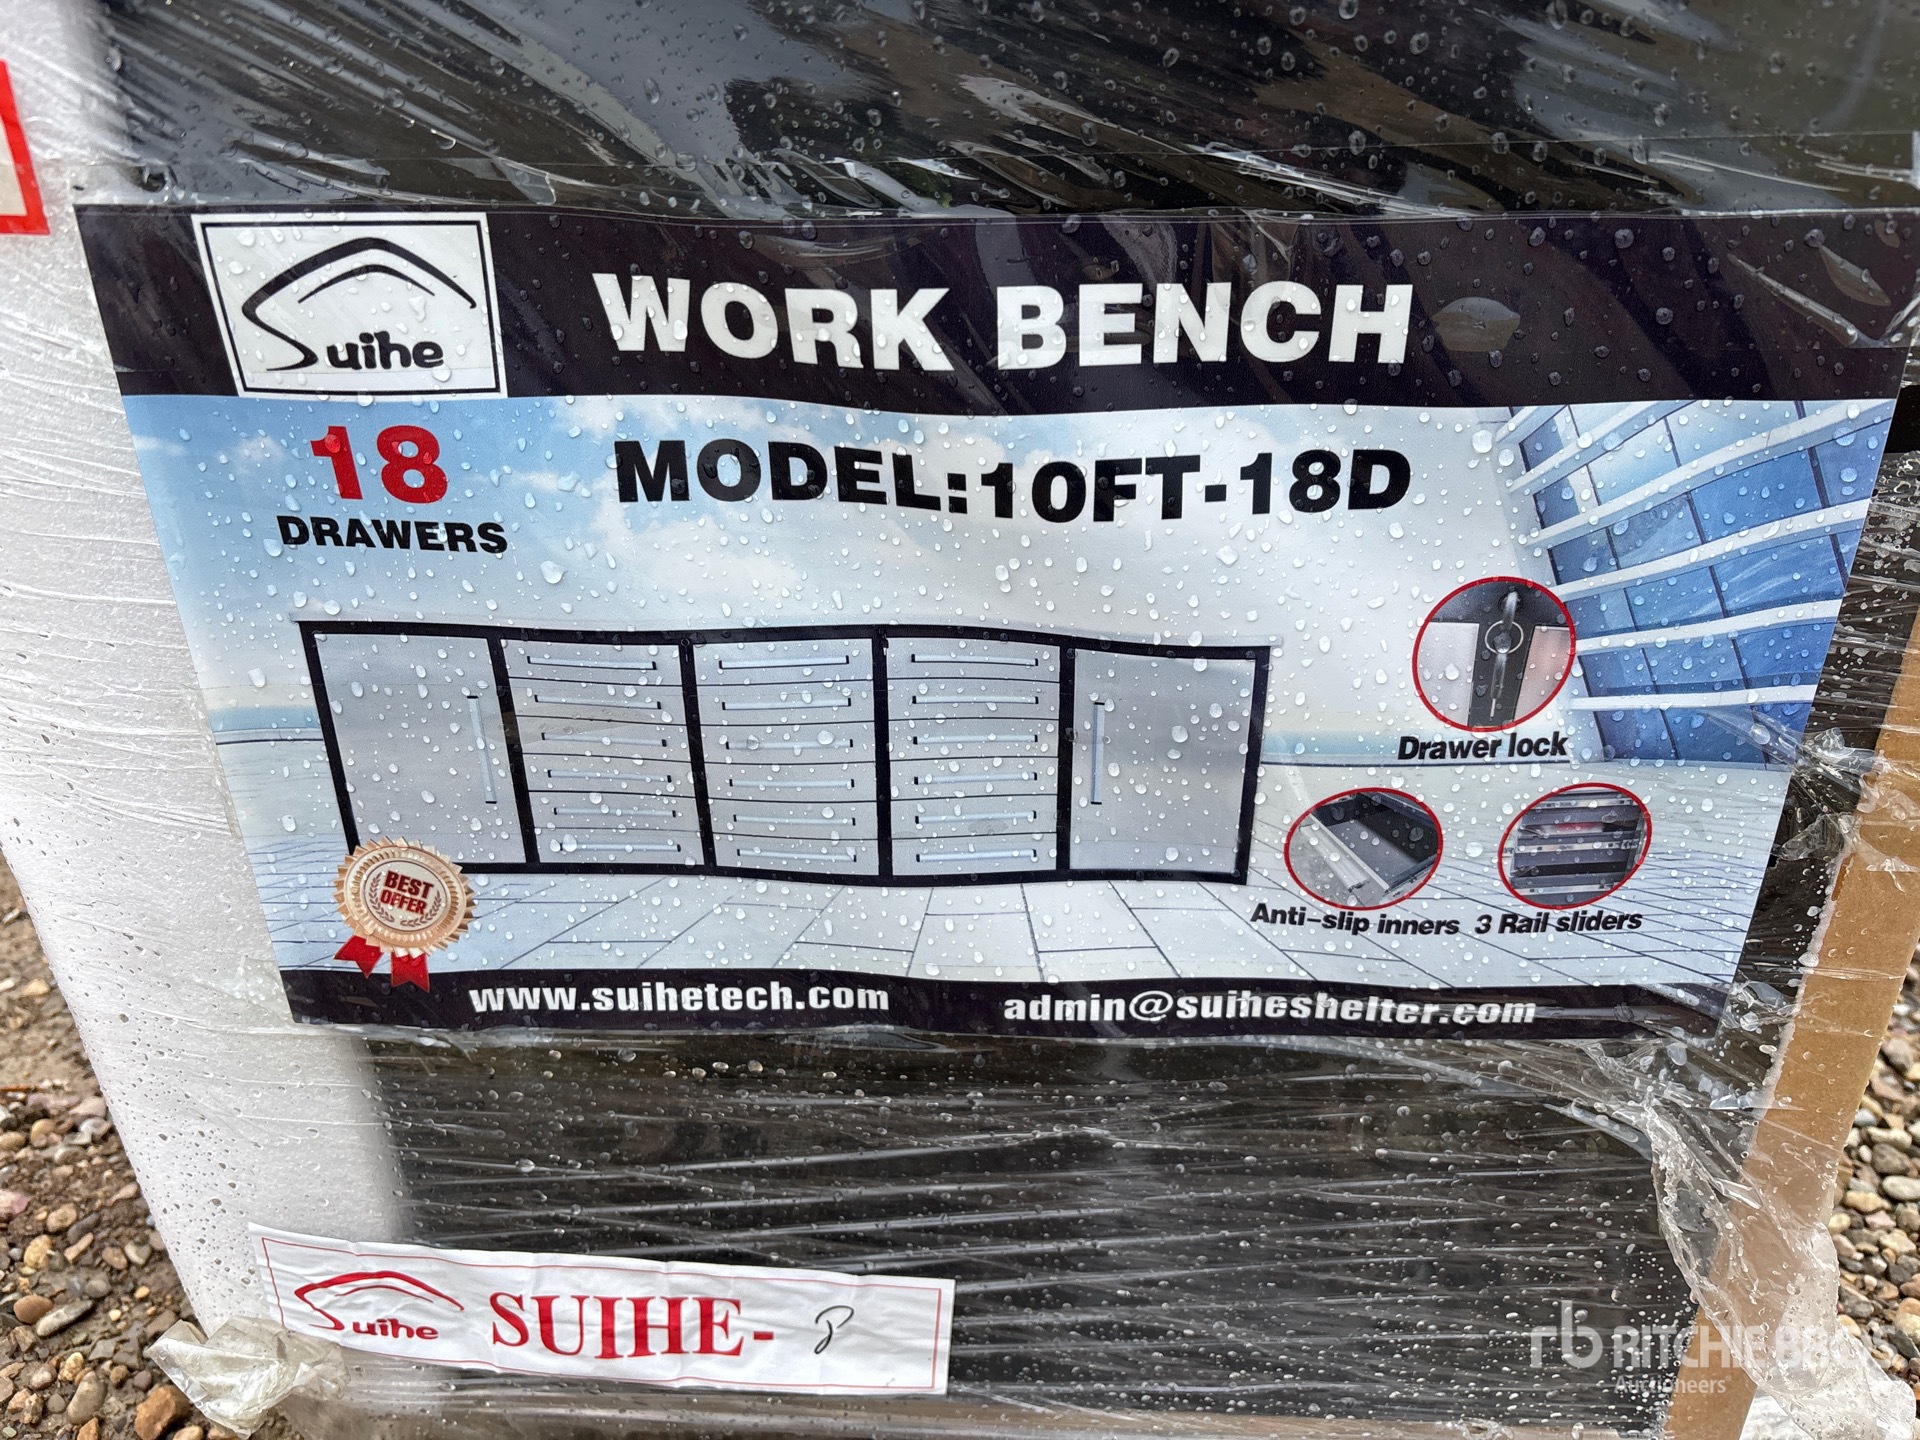 Suihe
WORK BENCH
18
DRAWERS
MODEL:10FT-18D
Drawer lock
Anti-slip inners
3 Rail sliders
BEST
OFFER
www.suihetech.com
admin@suiheshelter.com
Suihe
SUIHE-
rb RITCHIE BROS
Auctioneers